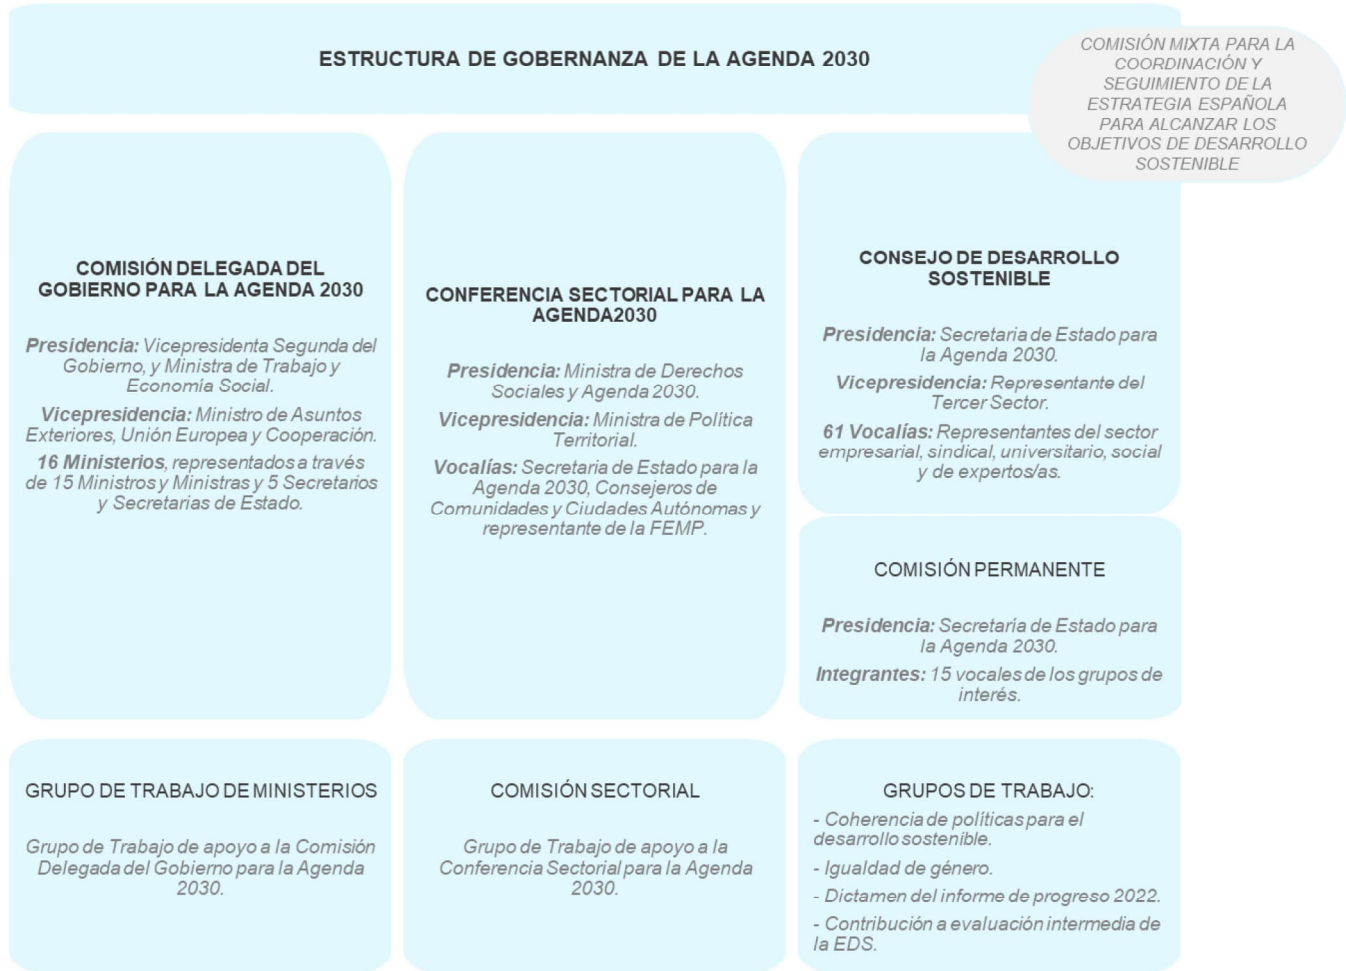 ESTRUCTURA DE GOBERNANZA DE LA AGENDA 2030
COMISIÓN MIXTA PARA LA
COORDINACIÓN Y
SEGUIMIENTO DE LA
ESTRATEGIA ESPAÑOLA
PARA ALCANZAR LOS
OBJETIVOS DE DESARROLLO
SOSTENIBLE
COMISIÓN DELEGADA DEL
GOBIERNO PARA LA AGENDA 2030
Presidencia: Vicepresidenta Segunda del
Gobierno, y Ministra de Trabajo y
Economía Social.
Vicepresidencia: Ministro de Asuntos
Exteriores, Unión Europea y Cooperación.
16 Ministerios, representados a través
de 15 Ministros y Ministras y 5 Secretarios
y Secretarias de Estado.
CONFERENCIA SECTORIAL PARA LA
AGENDA2030
Presidencia: Ministra de Derechos
Sociales y Agenda 2030.
Vicepresidencia: Ministra de Política
Territorial.
Vocalías: Secretaria de Estado para la
Agenda 2030, Consejeros de
Comunidades y Ciudades Autónomas y
representante de la FEMP.
CONSEJO DE DESARROLLO
SOSTENIBLE
Presidencia: Secretaria de Estado para
la Agenda 2030.
Vicepresidencia: Representante del
Tercer Sector.
61 Vocalías: Representantes del sector
empresarial, sindical, universitario, social
y de expertos/as.
COMISIÓN PERMANENTE
Presidencia: Secretaría de Estado para
la Agenda 2030.
Integrantes: 15 vocales de los grupos de
interés.
GRUPO DE TRABAJO DE MINISTERIOS
Grupo de Trabajo de apoyo a la Comisión
Delegada del Gobierno para la Agenda
2030.
COMISIÓN SECTORIAL
Grupo de Trabajo de apoyo a la
Conferencia Sectorial para la Agenda
2030.
GRUPOS DE TRABAJO:
- Coherencia de políticas para el
desarrollo sostenible.
- Igualdad de género.
- Dictamen del informe de progreso 2022.
- Contribución a evaluación intermedia de
la EDS.